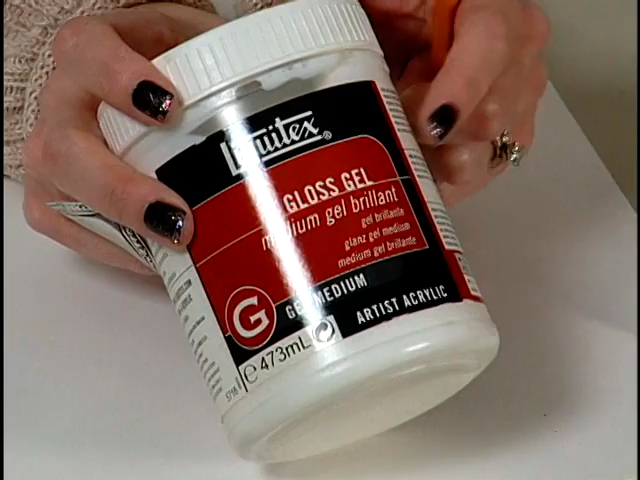 Liquitex®
GLOSS GEL
medium gel brillant
gel brillante
glanz gel medium
medium gel brillante
G
GEL MEDIUM
ARTIST ACRYLIC
℮ 473mL